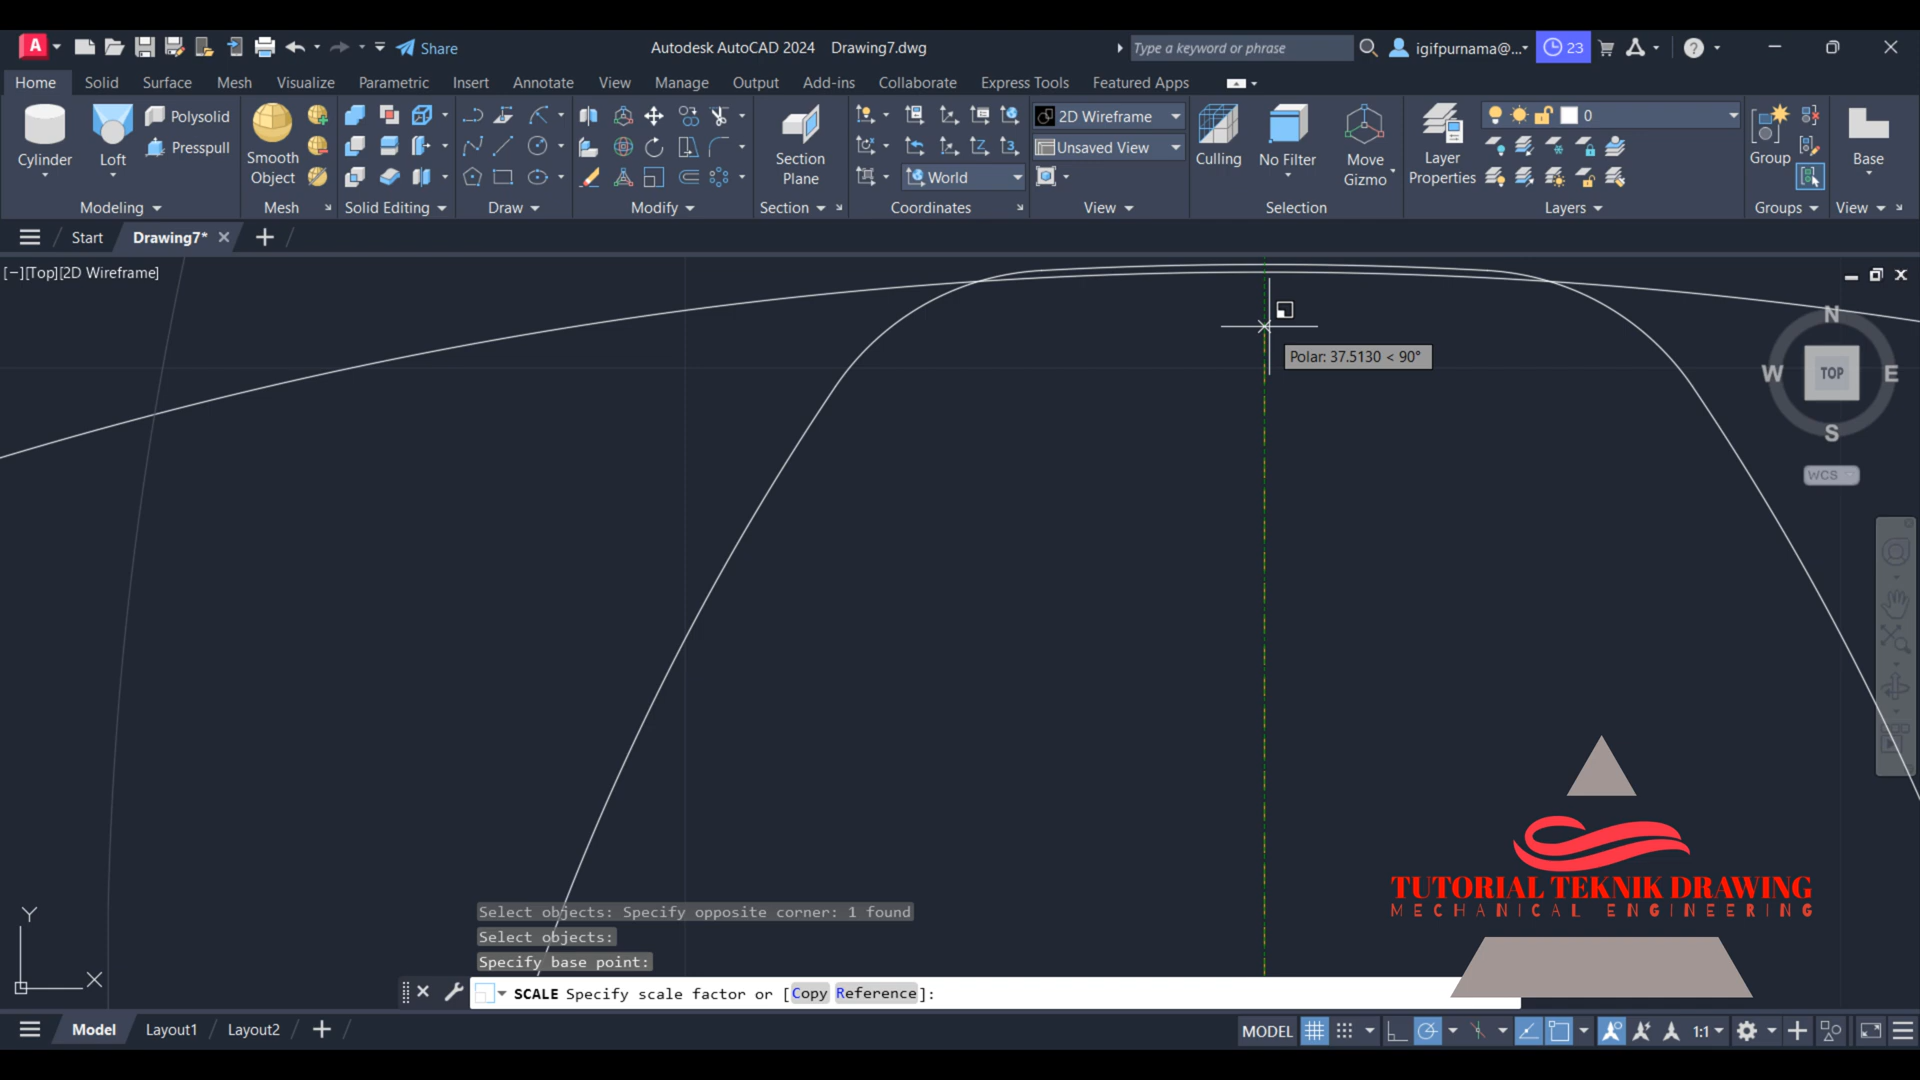 A Share Autodesk AutoCAD 2024 Drawing7.dwg Type a keyword or phrase igifpurnama@... 23
Home Solid Surface Mesh Visualize Parametric Insert Annotate View Manage Output Add-ins Collaborate Express Tools Featured Apps
Polysolid 2D Wireframe 0
Presspull Unsaved View
Cylinder Loft Smooth Object Section Plane World Culling No Filter Move Gizmo Layer Properties Group Base
Modeling Mesh Solid Editing Draw Modify Section Coordinates View Selection Layers Groups View
Start Drawing7*
[−][Top][2D Wireframe]
N
Polar: 37.5130 < 90°
W TOP E
S
WCS
TUTORIAL TEKNIK DRAWING
MECHANICAL ENGINEERING
Y
X
Select objects: Specify opposite corner: 1 found
Select objects:
Specify base point:
SCALE Specify scale factor or [Copy Reference]:
Model Layout1 Layout2 MODEL 1:1